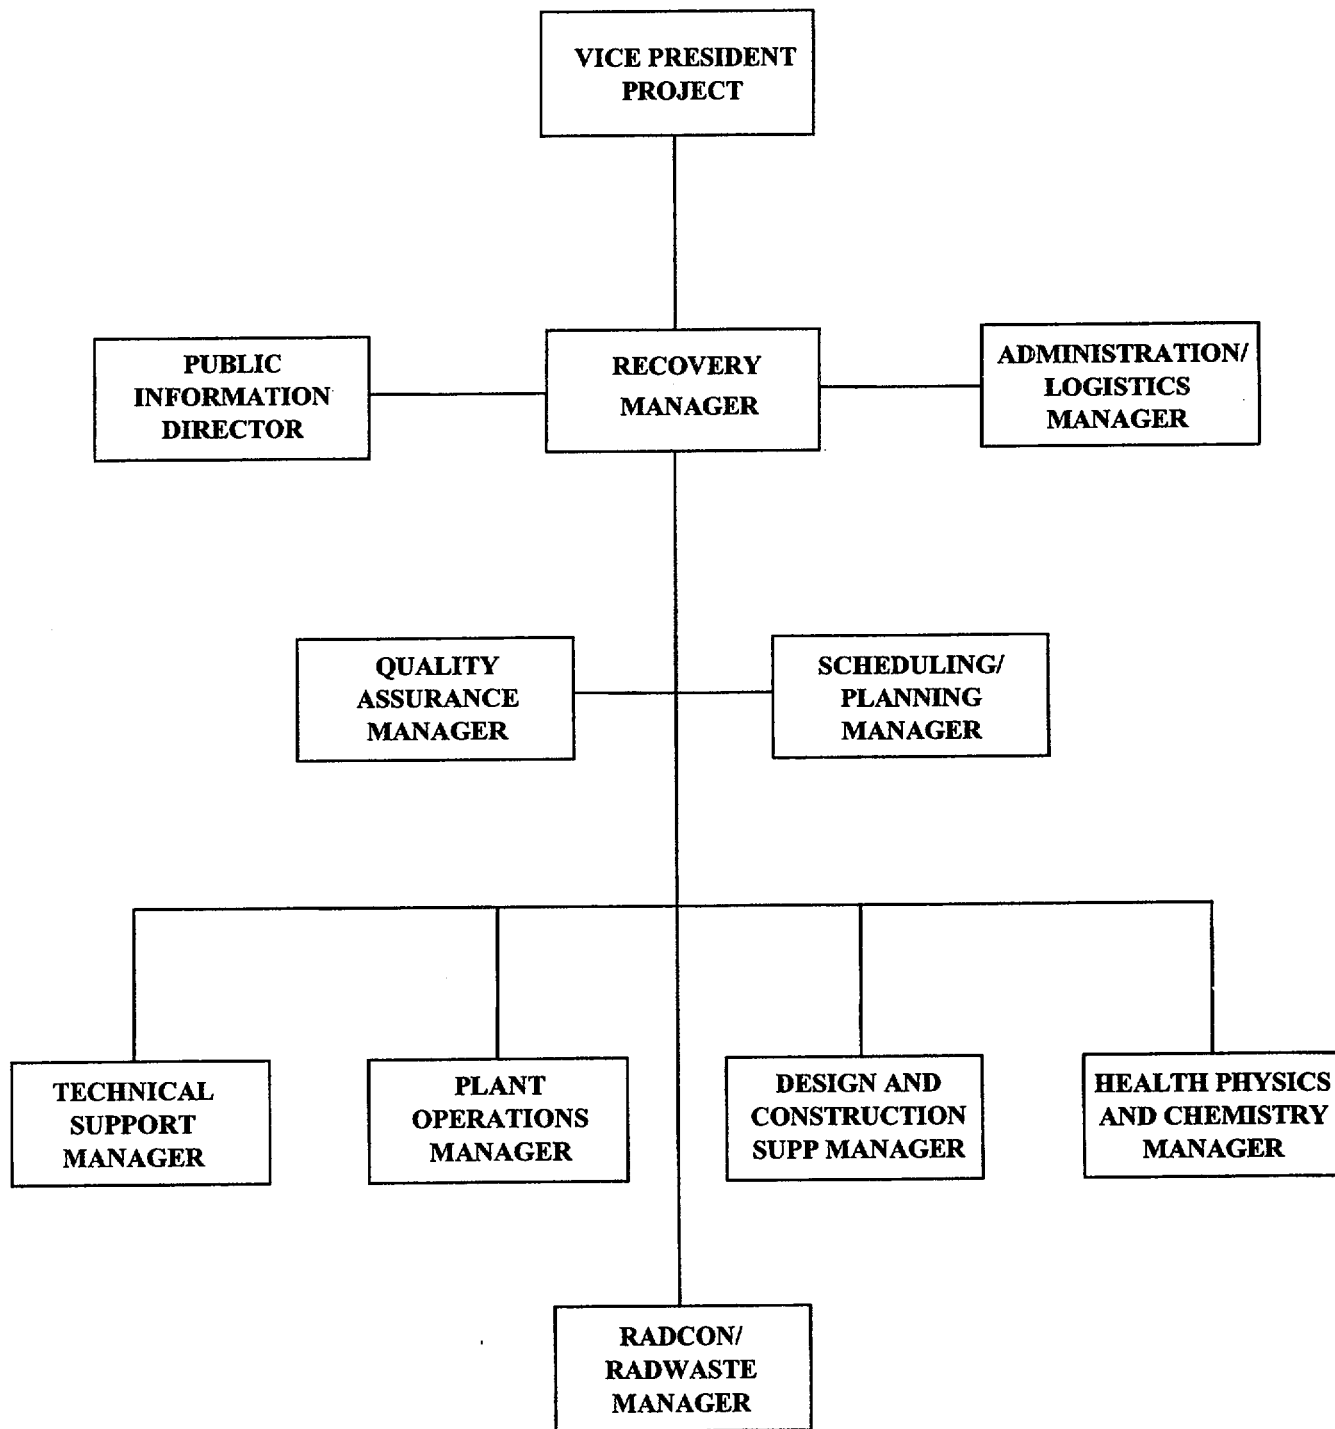 VICE PRESIDENT
PROJECT
PUBLIC
INFORMATION
DIRECTOR
RECOVERY
MANAGER
ADMINISTRATION/
LOGISTICS
MANAGER
QUALITY
ASSURANCE
MANAGER
SCHEDULING/
PLANNING
MANAGER
TECHNICAL
SUPPORT
MANAGER
PLANT
OPERATIONS
MANAGER
DESIGN AND
CONSTRUCTION
SUPP MANAGER
HEALTH PHYSICS
AND CHEMISTRY
MANAGER
RADCON/
RADWASTE
MANAGER